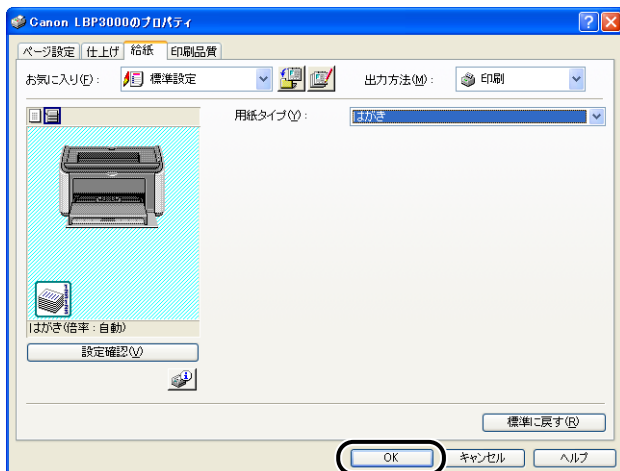 Canon LBP3000のプロパティ
ページ設定 仕上げ 給紙 印刷品質
お気に入り(F): 標準設定 出力方法(M): 印刷
用紙タイプ(Y): はがき
はがき(倍率:自動)
設定確認(V)
標準に戻す(R)
OK キャンセル ヘルプ